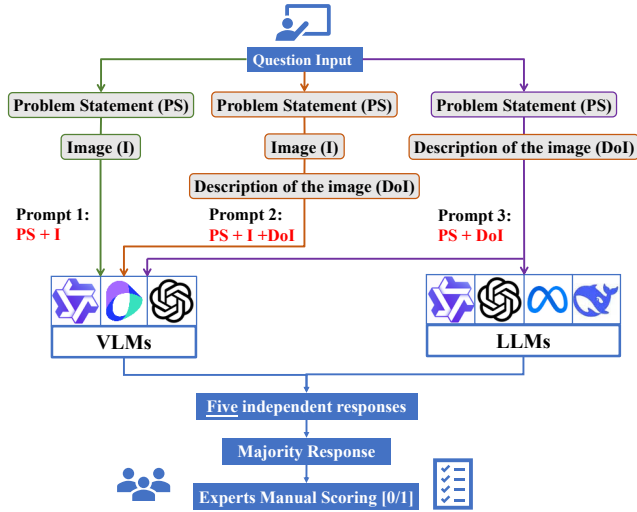 Question Input
Problem Statement (PS)
Problem Statement (PS)
Problem Statement (PS)
Image (I)
Image (I)
Description of the image (DoI)
Description of the image (DoI)
Prompt 1:
PS + I
Prompt 2:
PS + I +DoI
Prompt 3:
PS + DoI
VLMs
LLMs
Five independent responses
Majority Response
Experts Manual Scoring [0/1]